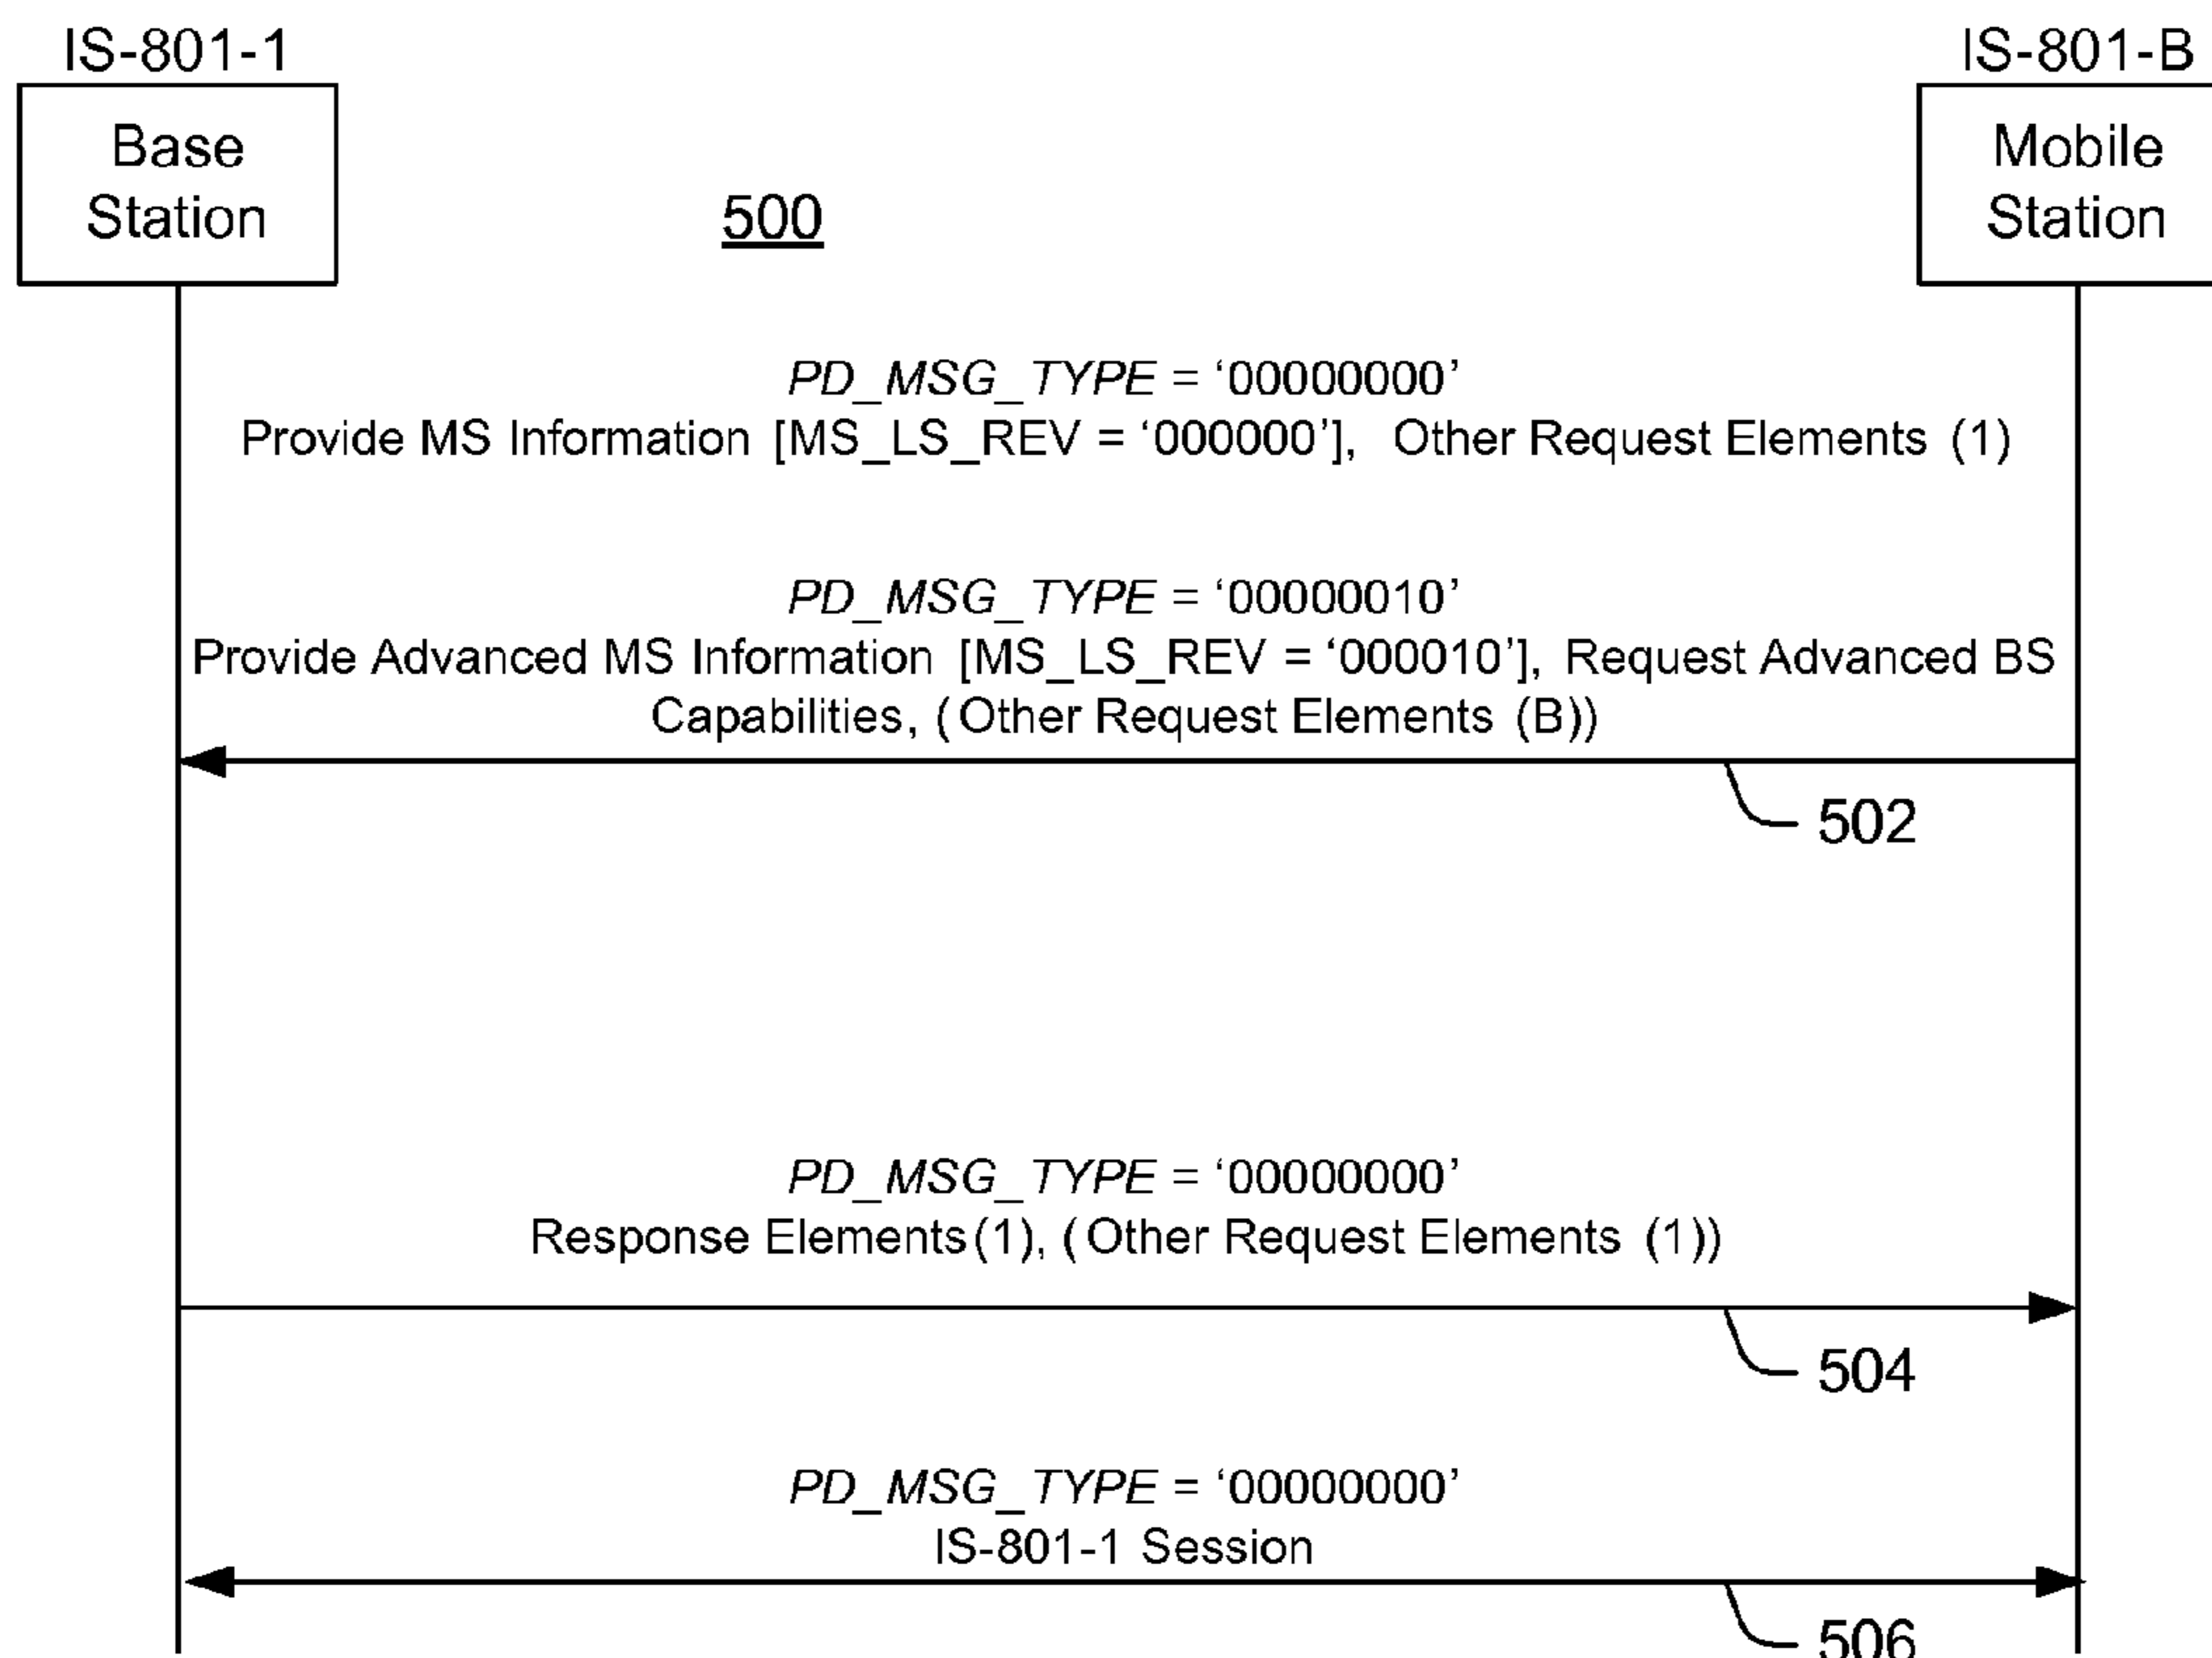 IS-801-1
IS-801-B
Base
Station
Mobile
Station
500
PD_MSG_TYPE = ‘00000000’
Provide MS Information [MS_LS_REV = ‘000000’], Other Request Elements (1)
PD_MSG_TYPE = ‘00000010’
Provide Advanced MS Information [MS_LS_REV = ‘000010’], Request Advanced BS
Capabilities, (Other Request Elements (B))
502
PD_MSG_TYPE = ‘00000000’
Response Elements(1), (Other Request Elements (1))
504
PD_MSG_TYPE = ‘00000000’
IS-801-1 Session
506